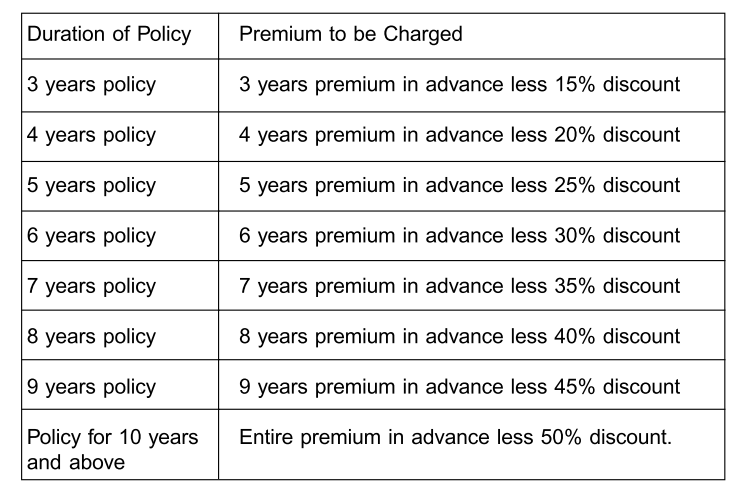 Duration of Policy Premium to be Charged
3 years policy 3 years premium in advance less 15% discount
4 years policy 4 years premium in advance less 20% discount
5 years policy 5 years premium in advance less 25% discount
6 years policy 6 years premium in advance less 30% discount
7 years policy 7 years premium in advance less 35% discount
8 years policy 8 years premium in advance less 40% discount
9 years policy 9 years premium in advance less 45% discount
Policy for 10 years Entire premium in advance less 50% discount.
and above